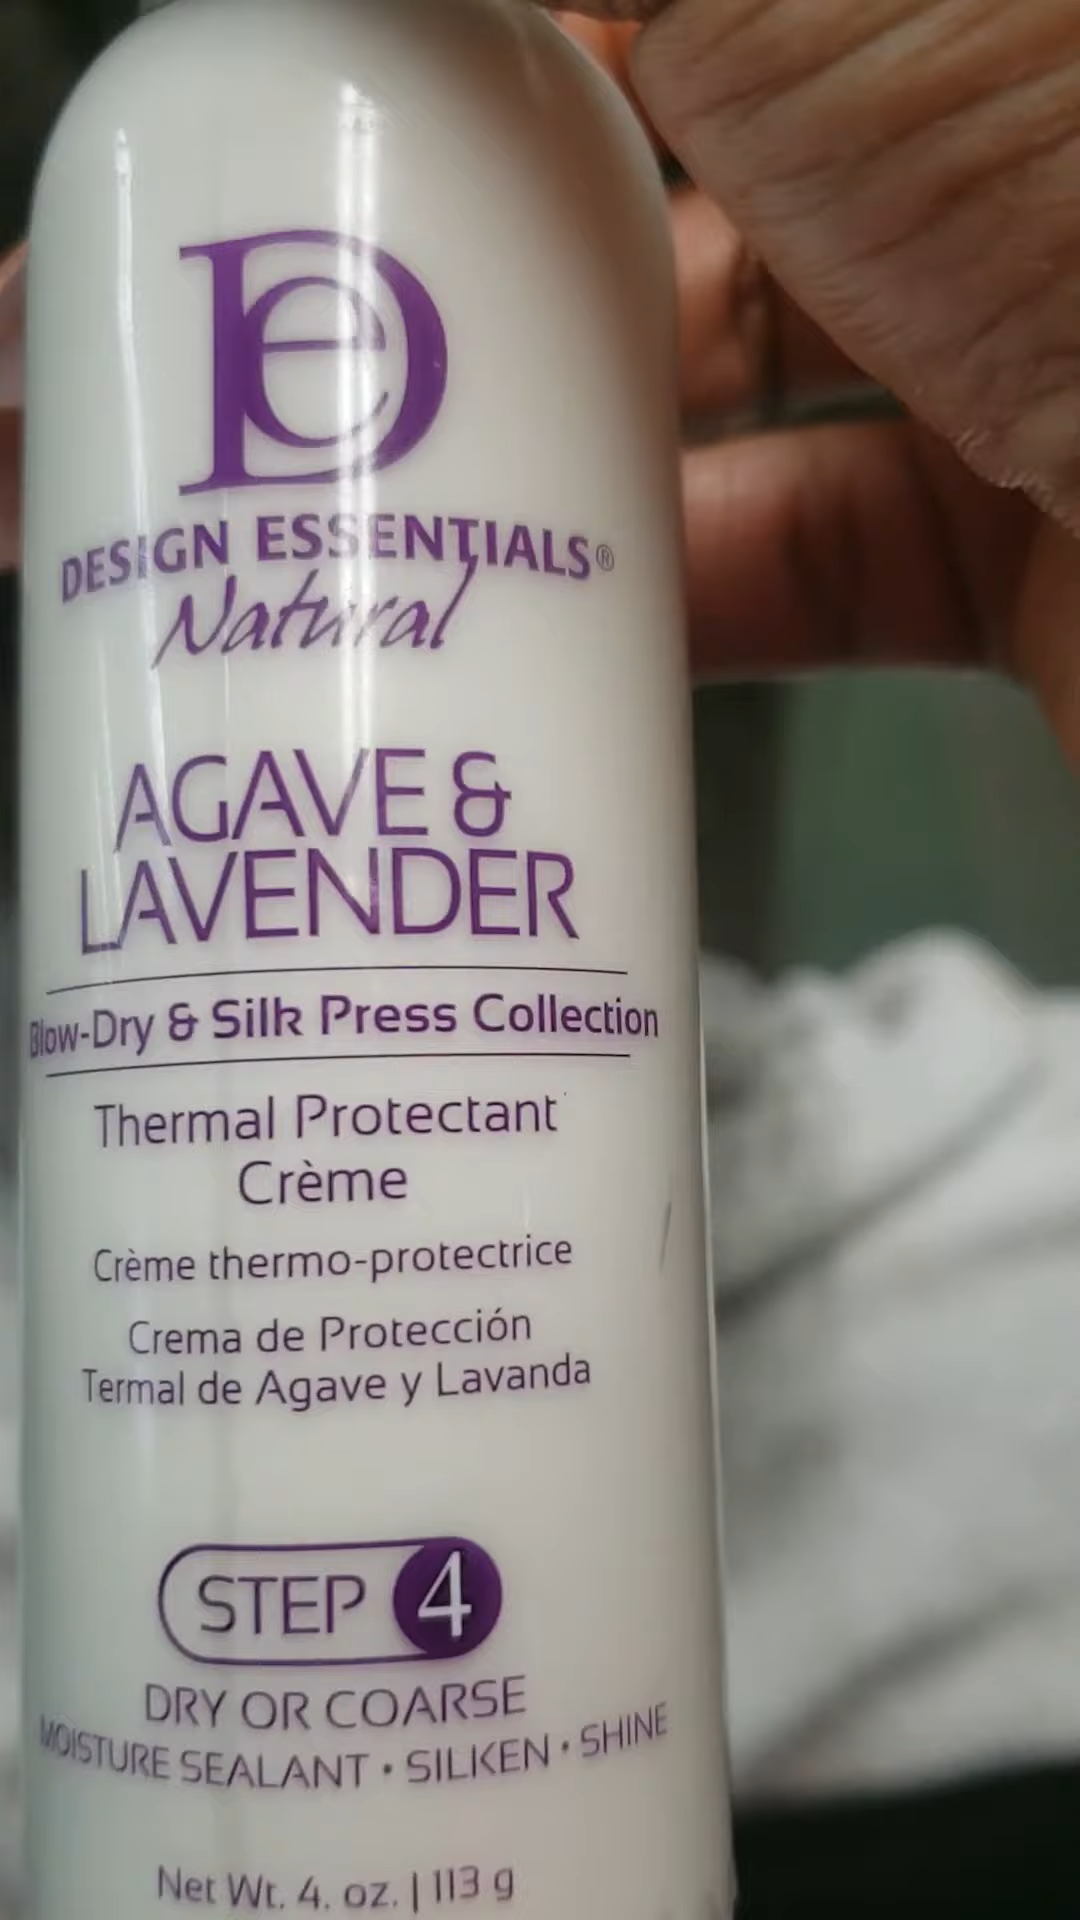 De
DESIGN ESSENTIALS®
Natural
AGAVE &
LAVENDER
Blow-Dry & Silk Press Collection
Thermal Protectant
Crème
Crème thermo-protectrice
Crema de Protección
Termal de Agave y Lavanda
STEP 4
DRY OR COARSE
MOISTURE SEALANT • SILKEN • SHINE
Net Wt. 4. oz. | 113 g